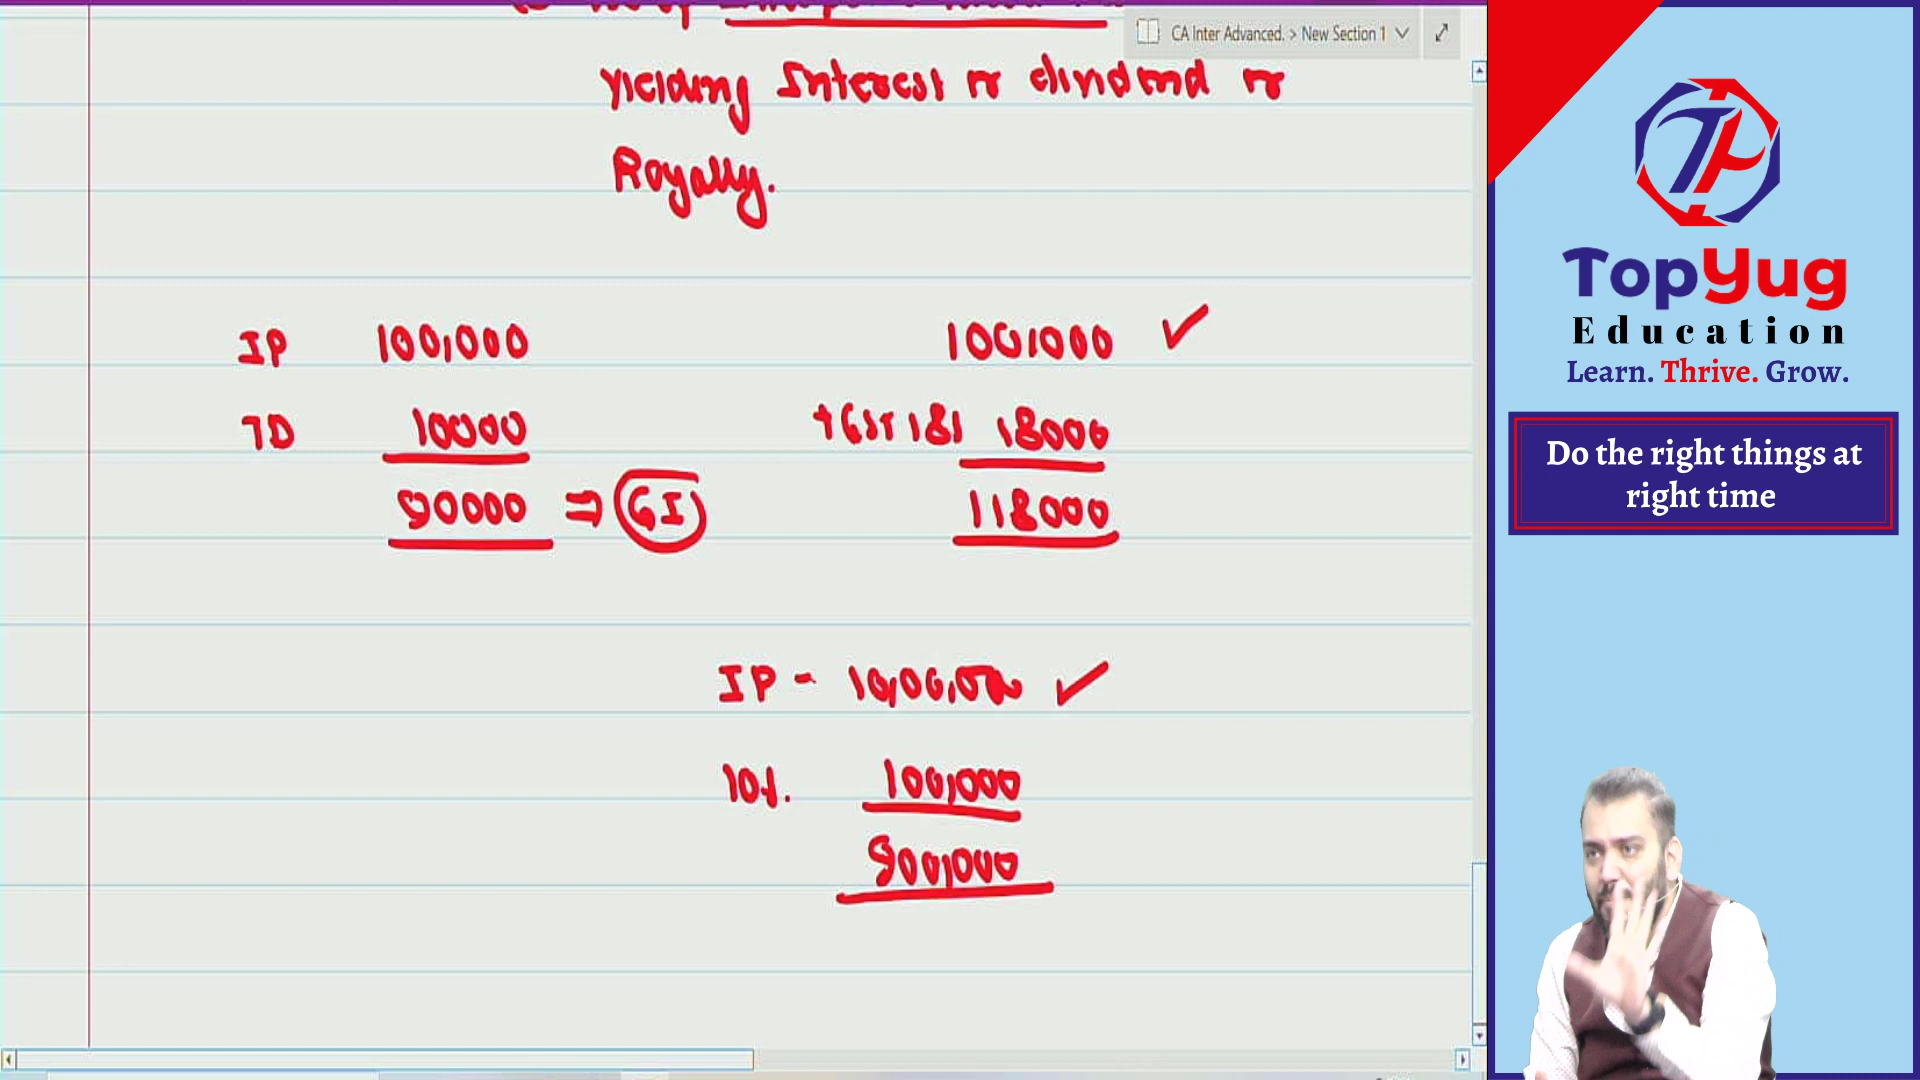 CA Inter Advanced. > New Section 1
Yielding Interest or dividend or
Royalty.
IP 100,000
TD 10000
90000 ⇒ GI
100,000 ✓
+ GST 18% 18000
118000
IP - 10,00,000 ✓
10%. 100,000
900,000
TopYug
Education
Learn. Thrive. Grow.
Do the right things at
right time